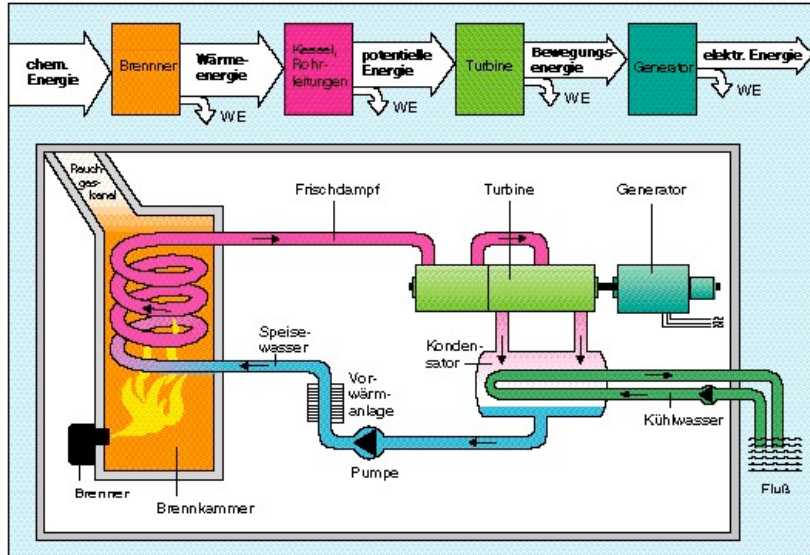 chem.
Energie
Brennner
Wärme-
energie
Kessel,
Rohr-
leitungen
potentielle
Energie
Turbine
Bewegungs-
energie
Generator
elektr. Energie
WE
WE
WE
WE
Rauch-
gas-
kanal
Frischdampf
Turbine
Generator
Speise-
wasser
Konden-
sator
Vor-
wärm-
anlage
Kühlwasser
Pumpe
Brenner
Brennkammer
Fluß